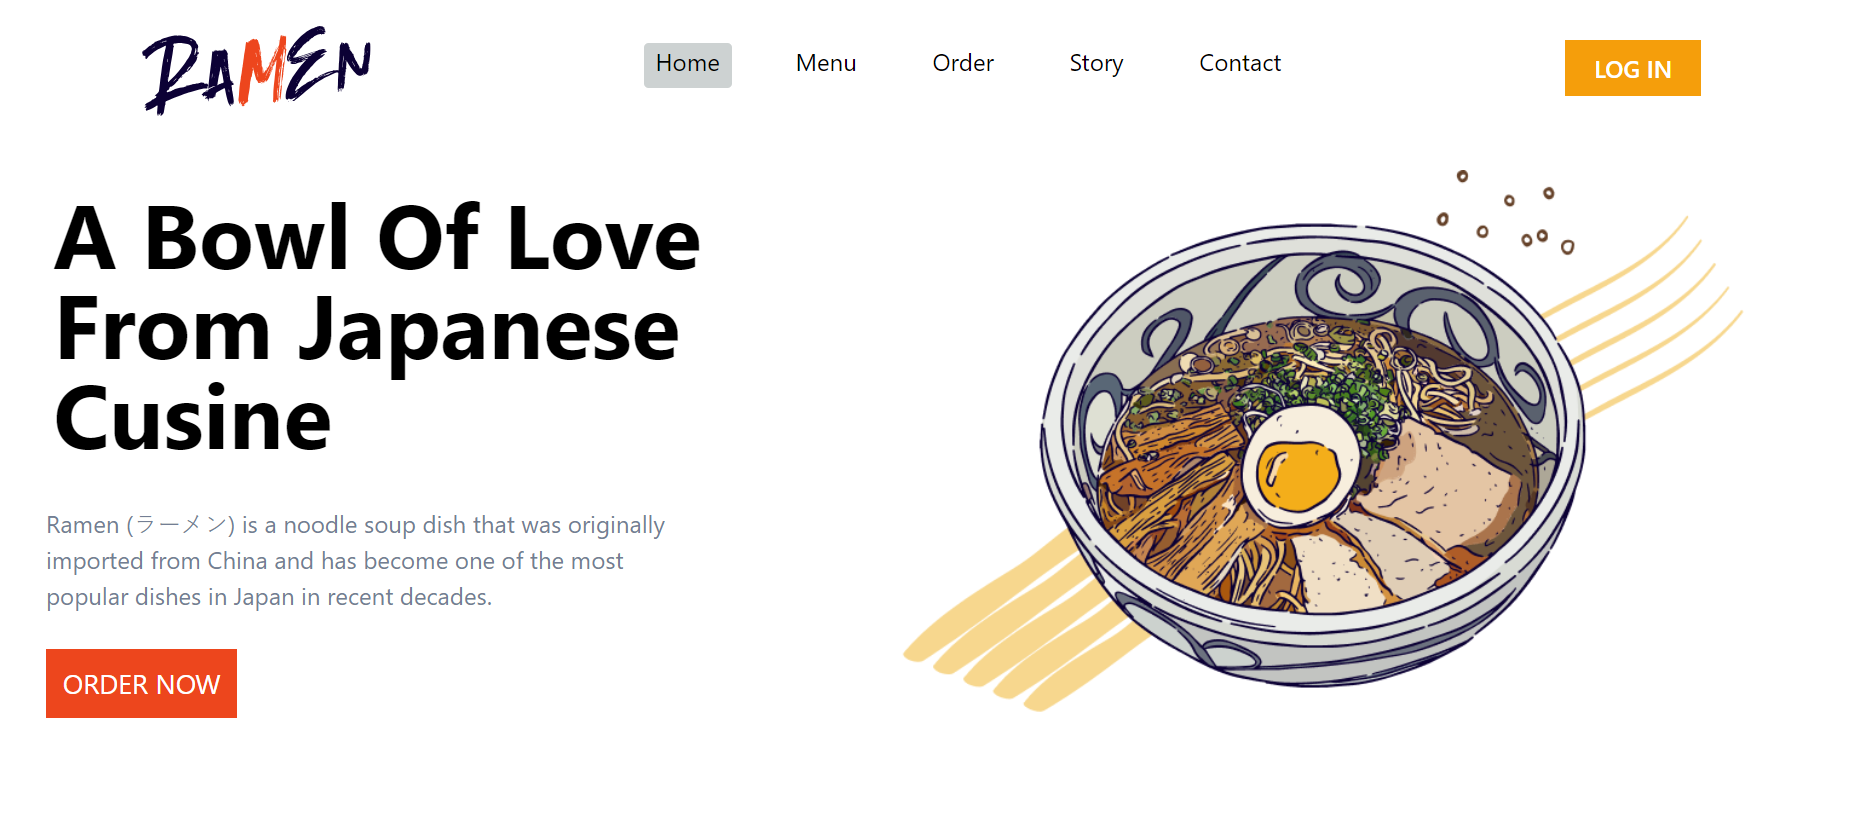 RAMEN
Home Menu Order Story Contact
LOG IN
A Bowl Of Love
From Japanese
Cusine
Ramen (ラーメン) is a noodle soup dish that was originally
imported from China and has become one of the most
popular dishes in Japan in recent decades.
ORDER NOW